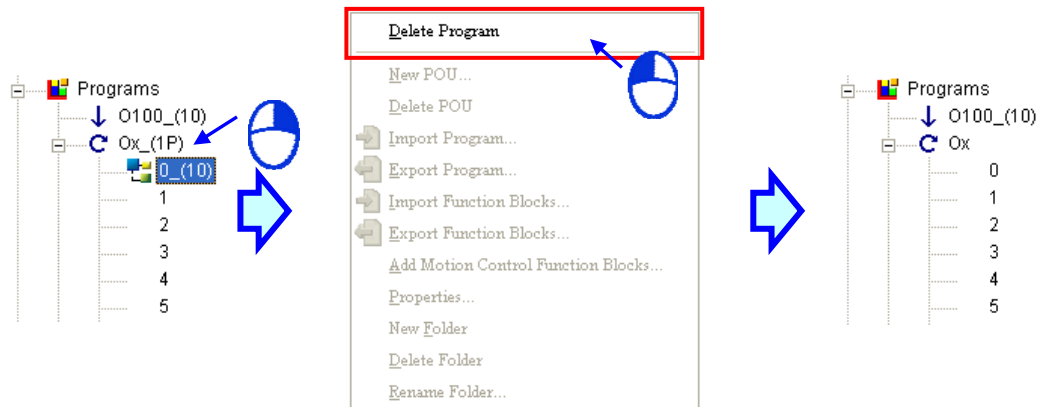 Programs
O100_(10)
Ox_(1P)
0_(10)
1
2
3
4
5
Delete Program
New POU...
Delete POU
Import Program...
Export Program...
Import Function Blocks...
Export Function Blocks...
Add Motion Control Function Blocks...
Properties...
New Folder
Delete Folder
Rename Folder...
Programs
O100_(10)
Ox
0
1
2
3
4
5